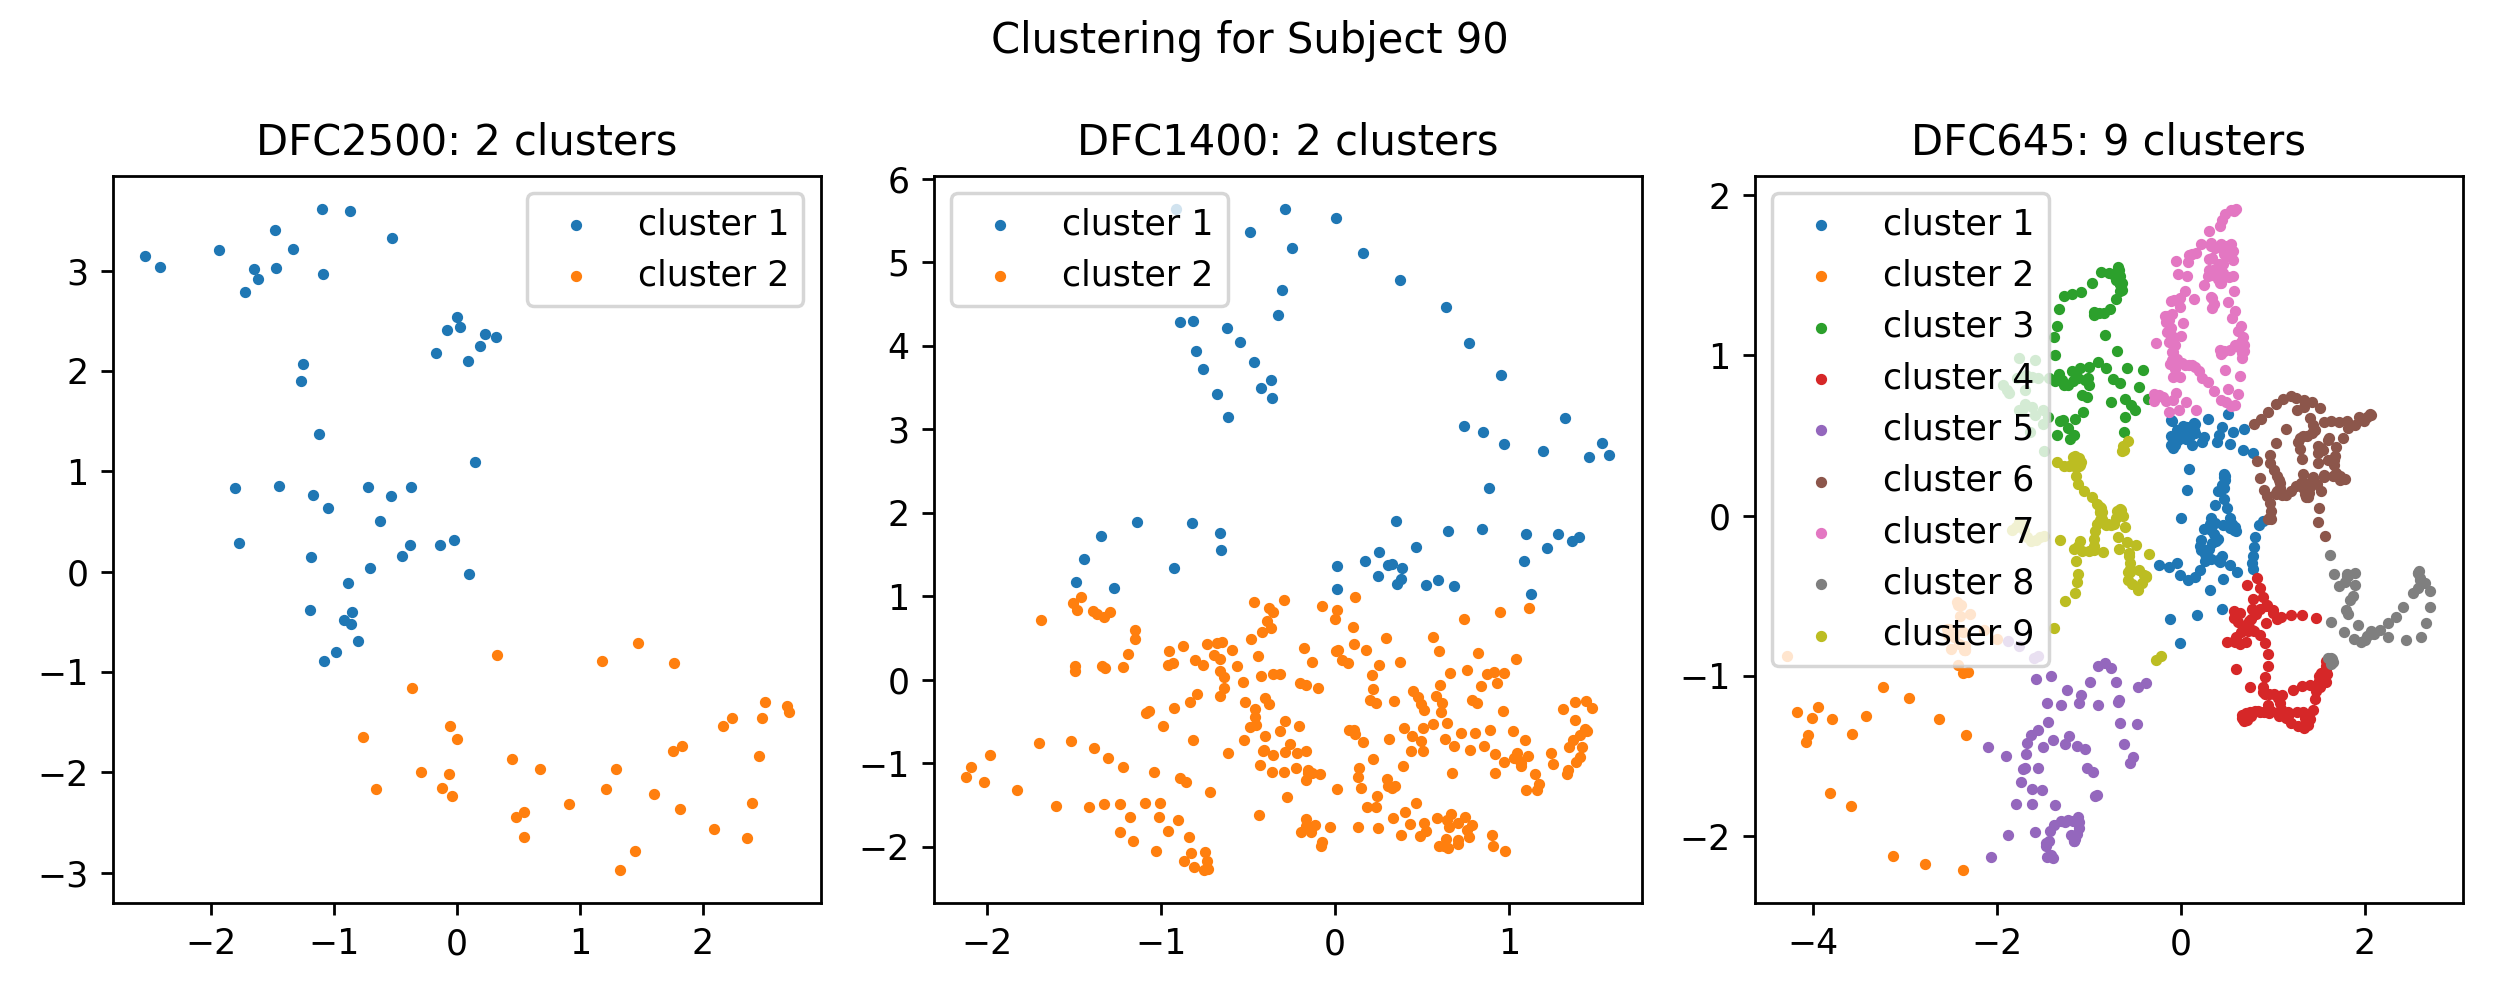 Clustering for Subject 90
DFC2500: 2 clusters
cluster 1
cluster 2
3
2
1
0
−1
−2
−3
−2
−1
0
1
2
DFC1400: 2 clusters
cluster 1
cluster 2
6
5
4
3
2
1
0
−1
−2
−2
−1
0
1
DFC645: 9 clusters
cluster 1
cluster 2
cluster 3
cluster 4
cluster 5
cluster 6
cluster 7
cluster 8
cluster 9
2
1
0
−1
−2
−4
−2
0
2